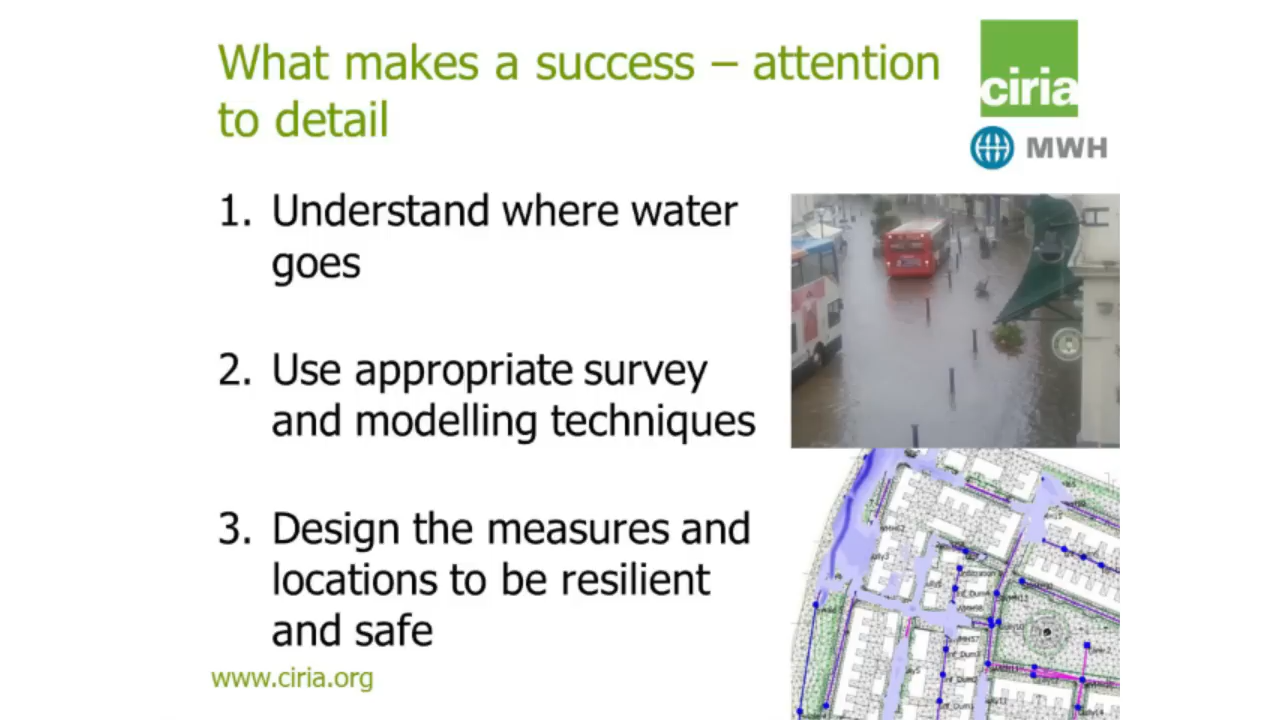 What makes a success – attention
to detail
ciria
MWH
1. Understand where water
goes
2. Use appropriate survey
and modelling techniques
3. Design the measures and
locations to be resilient
and safe
www.ciria.org